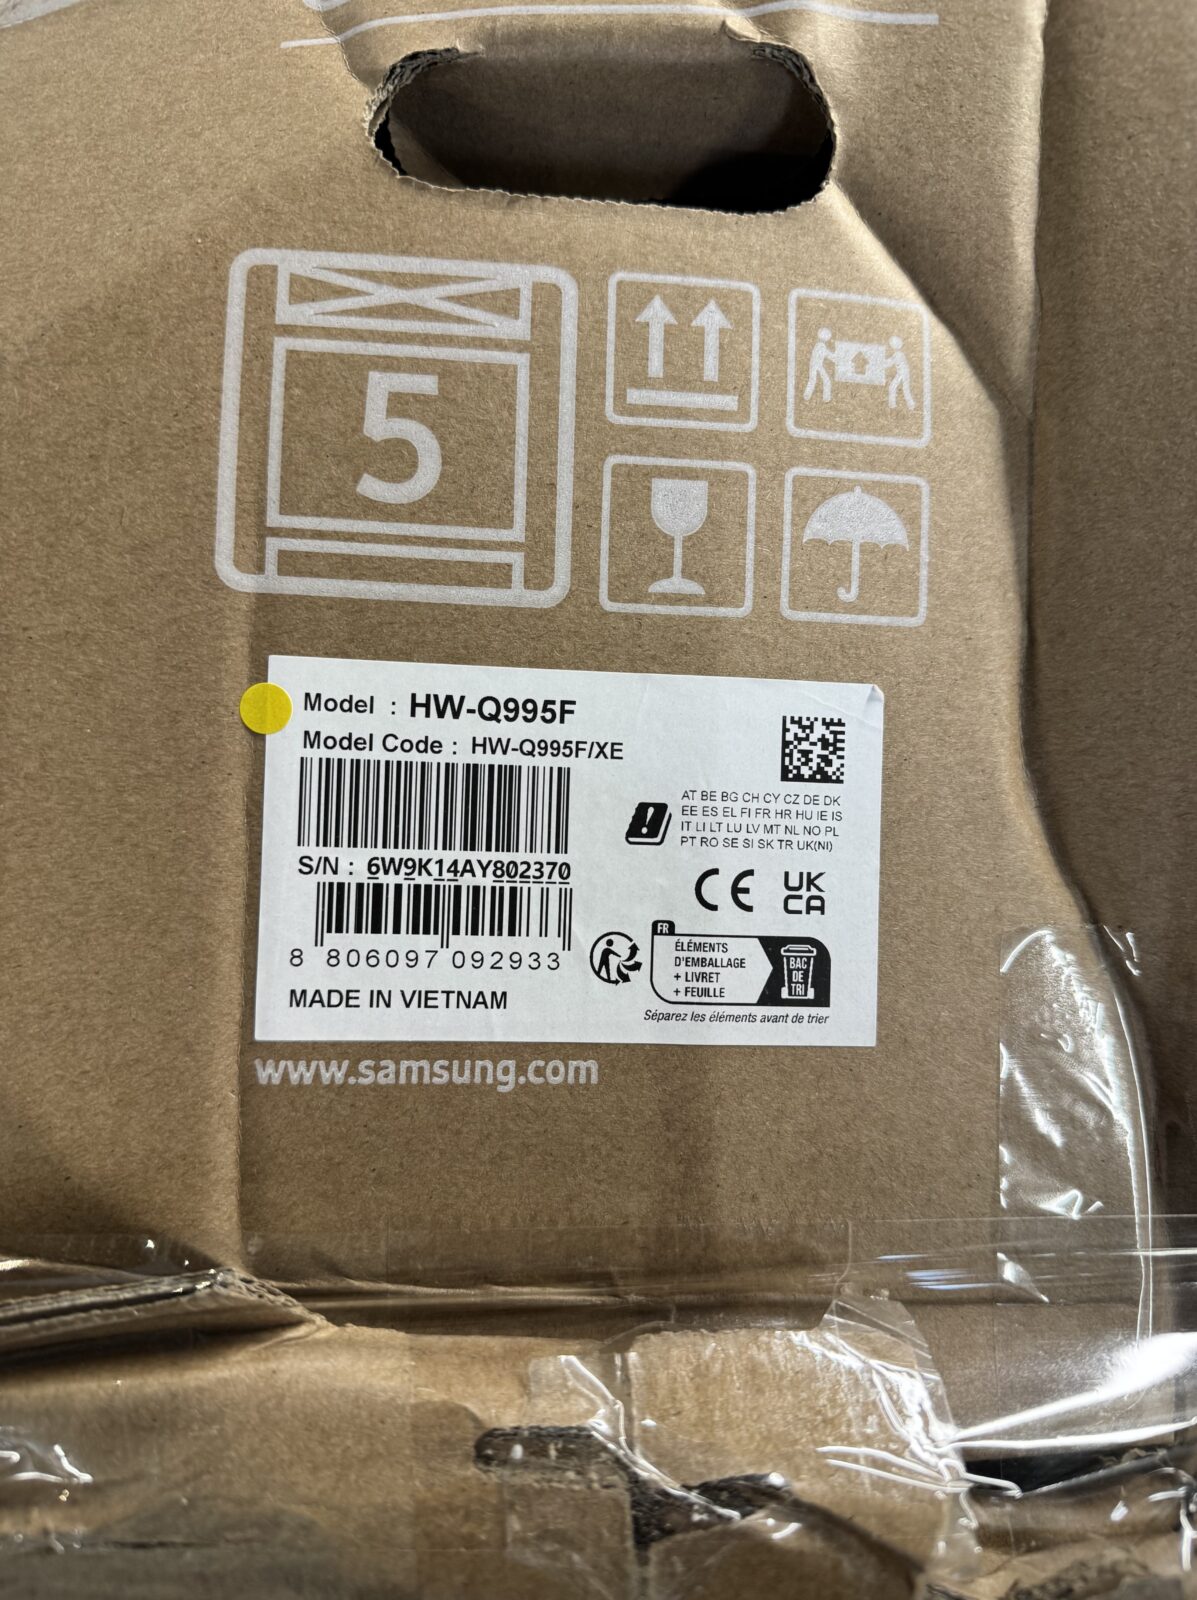 5
Model : HW-Q995F
Model Code : HW-Q995F/XE
AT BE BG CH CY CZ DE DK
EE ES EL FI FR HR HU IE IS
IT LI LT LU LV MT NL NO PL
PT RO SE SI SK TR UK(NI)
S/N : 6W9K14AY802370
CE
UK
CA
8 806097 092933
MADE IN VIETNAM
FR
ÉLÉMENTS
D'EMBALLAGE
+ LIVRET
+ FEUILLE
BAC
DE
TRI
Séparez les éléments avant de trier
www.samsung.com